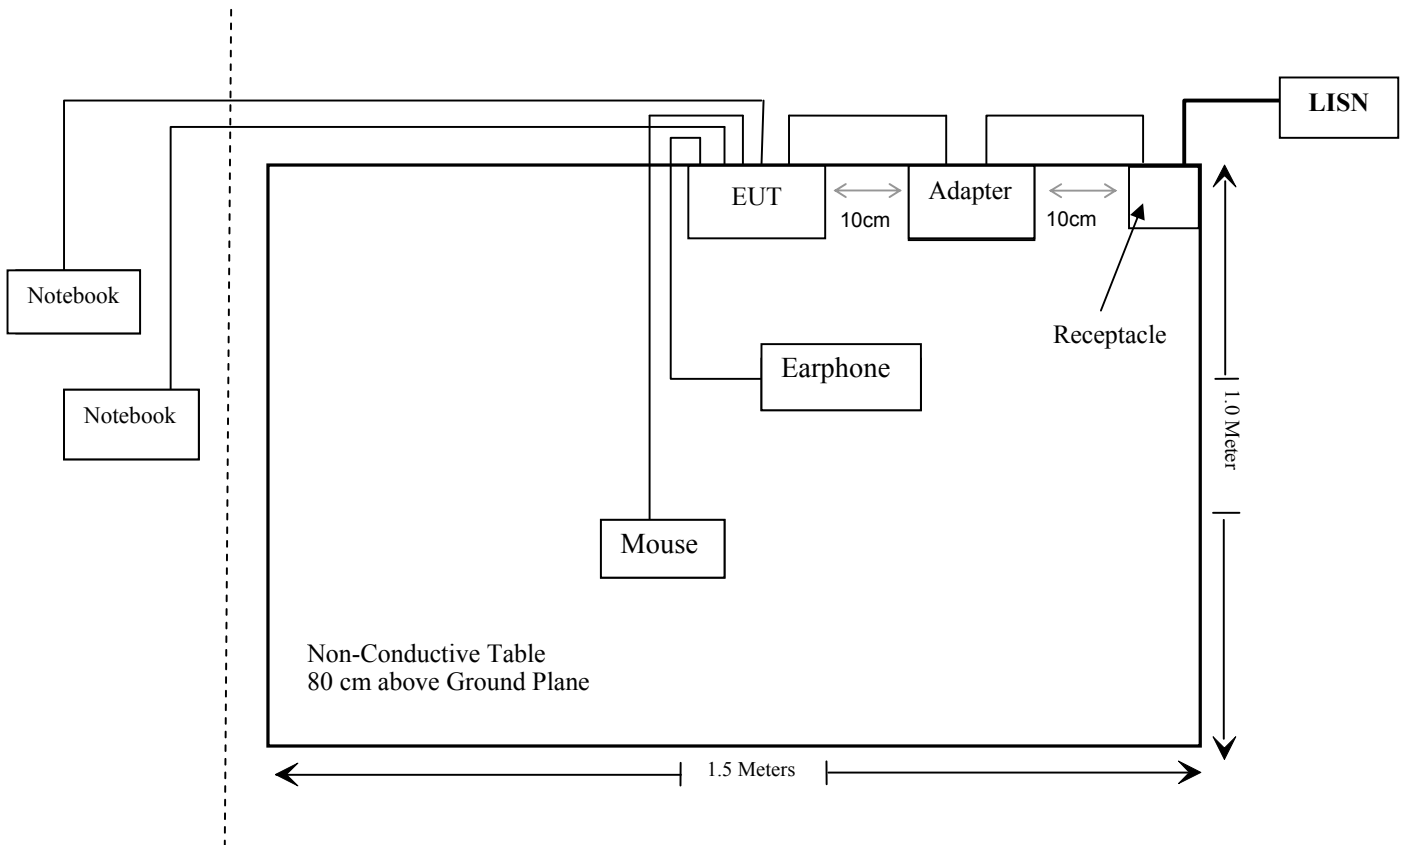 LISN
EUT
Adapter
10cm
10cm
Notebook
Receptacle
Earphone
Notebook
1.0 Meter
Mouse
Non-Conductive Table
80 cm above Ground Plane
1.5 Meters